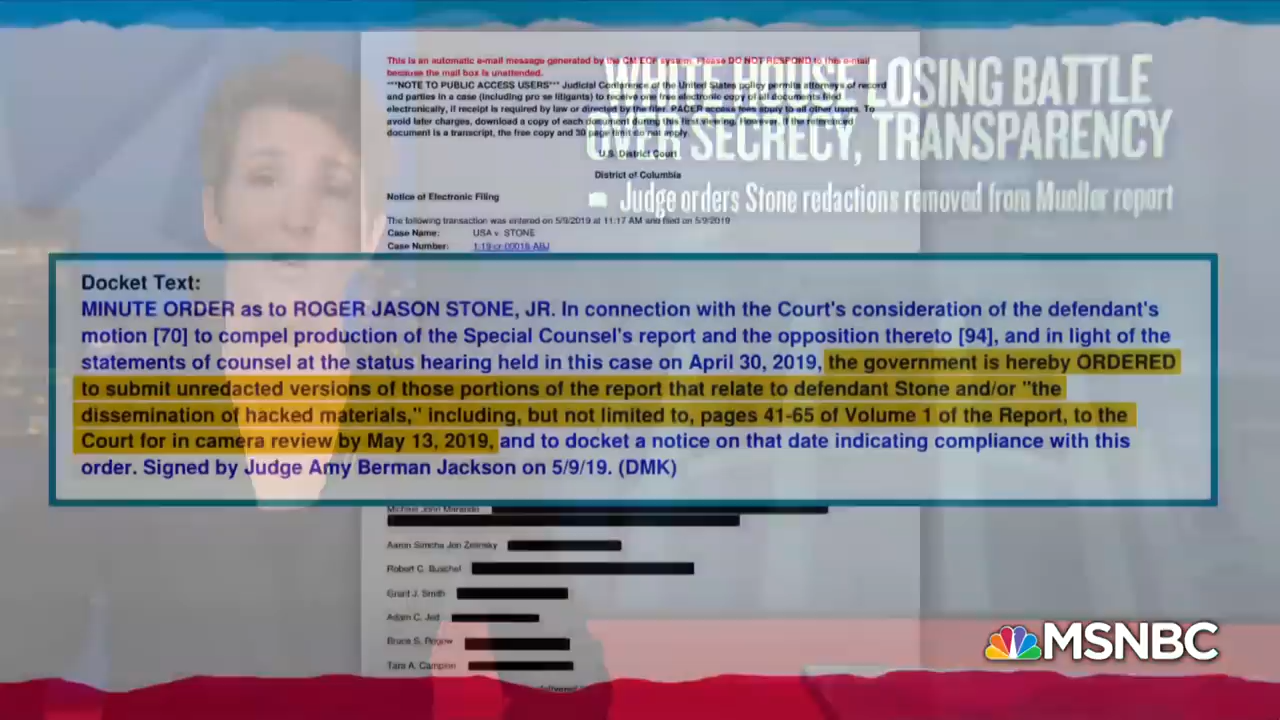 This is an automatic e-mail message generated by the CM/ECF system. Please DO NOT RESPOND to this e-mail
because the mail box is unattended.
***NOTE TO PUBLIC ACCESS USERS*** Judicial Conference of the United States policy permits attorneys of record
and parties in a case (including pro se litigants) to receive one free electronic copy of all documents filed
electronically, if receipt is required by law or directed by the filer. PACER access fees apply to all other users. To
avoid later charges, download a copy of each document during this first viewing. However, if the referenced
document is a transcript, the free copy and 30 page limit do not apply.
WHITE HOUSE LOSING BATTLE
OVER SECRECY, TRANSPARENCY
Judge orders Stone redactions removed from Mueller report
U.S. District Court
District of Columbia
Notice of Electronic Filing
The following transaction was entered on 5/9/2019 at 11:17 AM and filed on 5/9/2019
Case Name: USA v. STONE
Case Number: 1:19-cr-00018-ABJ
Docket Text:
MINUTE ORDER as to ROGER JASON STONE, JR. In connection with the Court's consideration of the defendant's
motion [70] to compel production of the Special Counsel's report and the opposition thereto [94], and in light of the
statements of counsel at the status hearing held in this case on April 30, 2019, the government is hereby ORDERED
to submit unredacted versions of those portions of the report that relate to defendant Stone and/or "the
dissemination of hacked materials," including, but not limited to, pages 41-65 of Volume 1 of the Report, to the
Court for in camera review by May 13, 2019, and to docket a notice on that date indicating compliance with this
order. Signed by Judge Amy Berman Jackson on 5/9/19. (DMK)
Michael John Marando
Aaron Simcha Jon Zelinsky
Robert C. Buschel
Grant J. Smith
Adam C. Jed
Bruce S. Rogow
Tara A. Campion
delivered
MSNBC